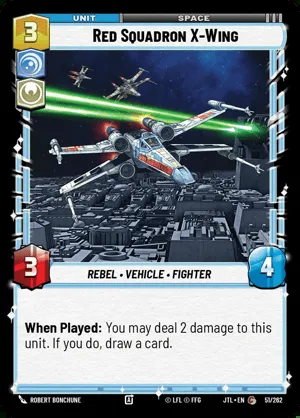 UNIT
SPACE
3
RED SQUADRON X-WING
3
4
REBEL • VEHICLE • FIGHTER
When Played: You may deal 2 damage to this
unit. If you do, draw a card.
ROBERT BONCHUNE
© LFL © FFG
JTL • EN
C
51/262